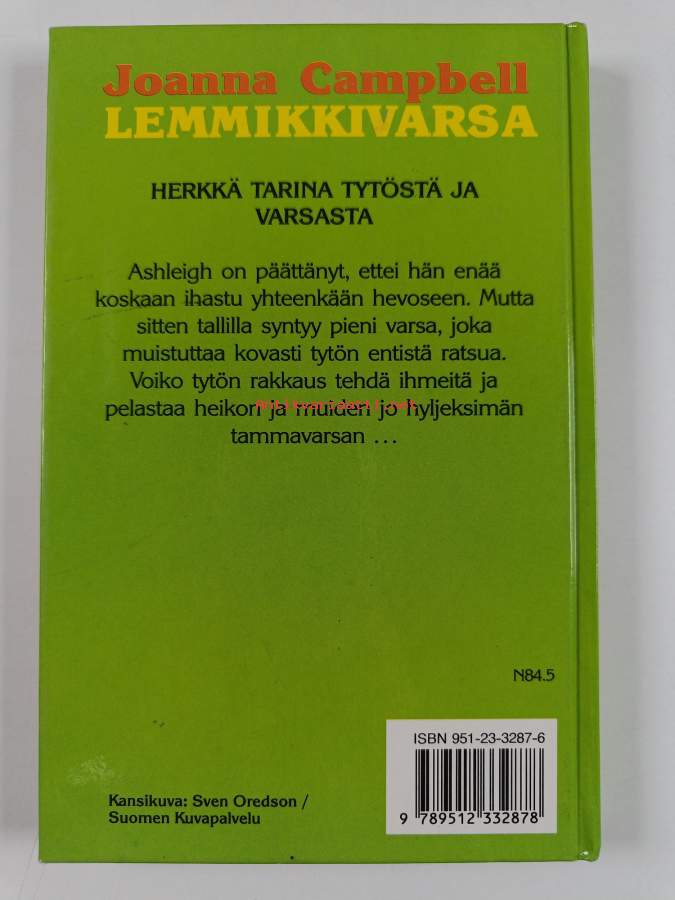 Joanna Campbell
LEMMIKKIVARSA
HERKKÄ TARINA TYTÖSTÄ JA
VARSASTA
Ashleigh on päättänyt, ettei hän enää
koskaan ihastu yhteenkään hevoseen. Mutta
sitten tallilla syntyy pieni varsa, joka
muistuttaa kovasti tytön entistä ratsua.
Voiko tytön rakkaus tehdä ihmeitä ja
pelastaa heikon ja muiden jo hyljeksimän
Antikvariaatti.net
tammavarsan ...
N84.5
ISBN 951-23-3287-6
9 789512 332878
Kansikuva: Sven Oredson /
Suomen Kuvapalvelu